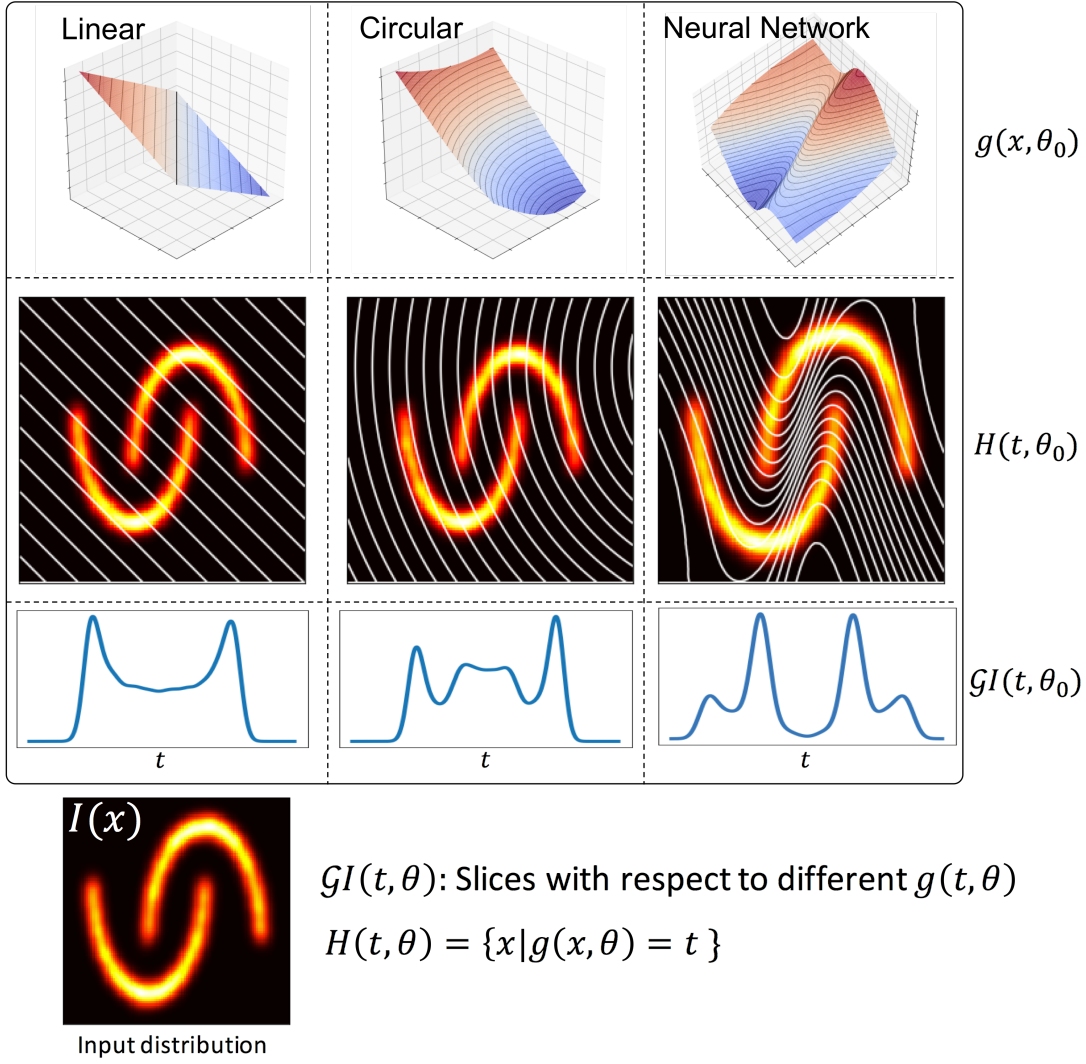 Linear
Circular
Neural Network
g(x, θ₀)
H(t, θ₀)
𝒢I(t, θ₀)
t
t
t
I(x)
𝒢I(t, θ): Slices with respect to different g(t, θ)
H(t, θ) = {x|g(x, θ) = t }
Input distribution